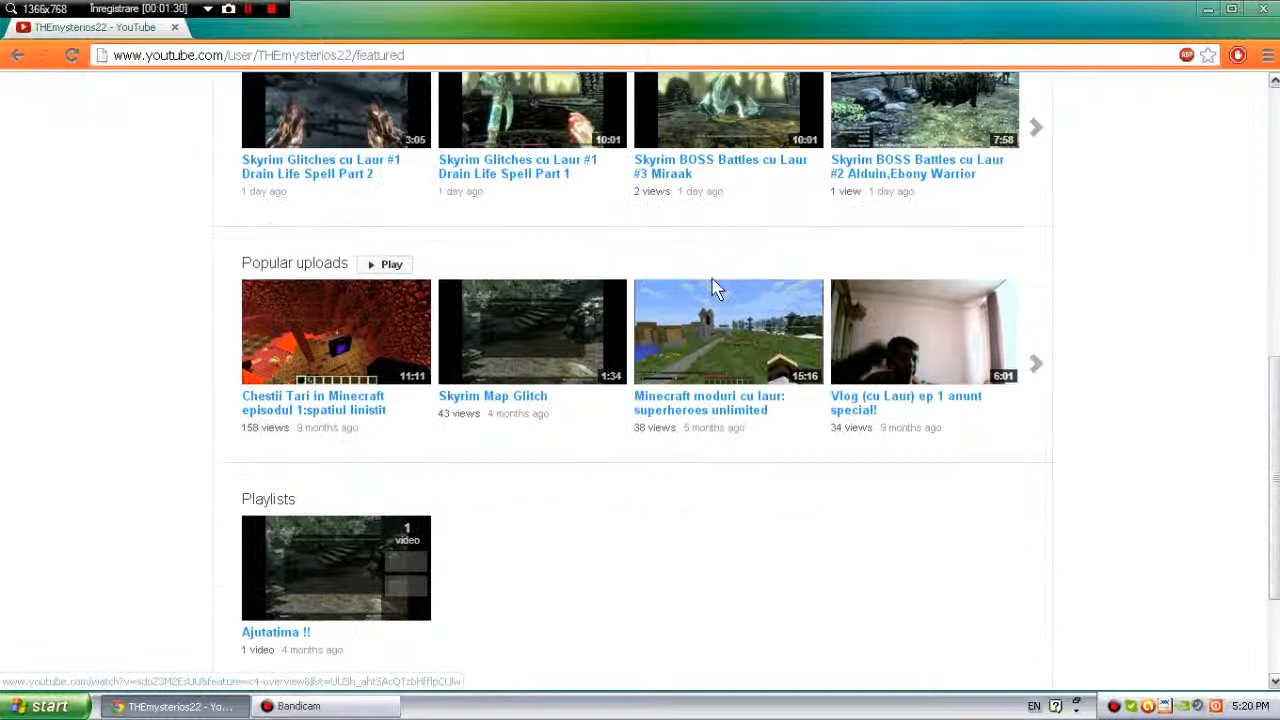 1366x768 Inregistrare [00:01:30]
THEmysterios22 - YouTube
www.youtube.com/user/THEmysterios22/featured
ABP
3:05
10:01
10:01
7:58
Skyrim Glitches cu Laur #1
Drain Life Spell Part 2
1 day ago
Skyrim Glitches cu Laur #1
Drain Life Spell Part 1
1 day ago
Skyrim BOSS Battles cu Laur
#3 Miraak
2 views 1 day ago
Skyrim BOSS Battles cu Laur
#2 Alduin,Ebony Warrior
1 view 1 day ago
Popular uploads Play
11:11
1:34
15:16
6:01
Chestii Tari in Minecraft
episodul 1:spatiul linistit
158 views 9 months ago
Skyrim Map Glitch
43 views 4 months ago
Minecraft moduri cu laur:
superheroes unlimited
38 views 5 months ago
Vlog (cu Laur) ep 1 anunt
special!
34 views 9 months ago
Playlists
1
video
Ajutatima !!
1 video 4 months ago
start
THEmysterios22 - Yo...
Bandicam
EN
5:20 PM